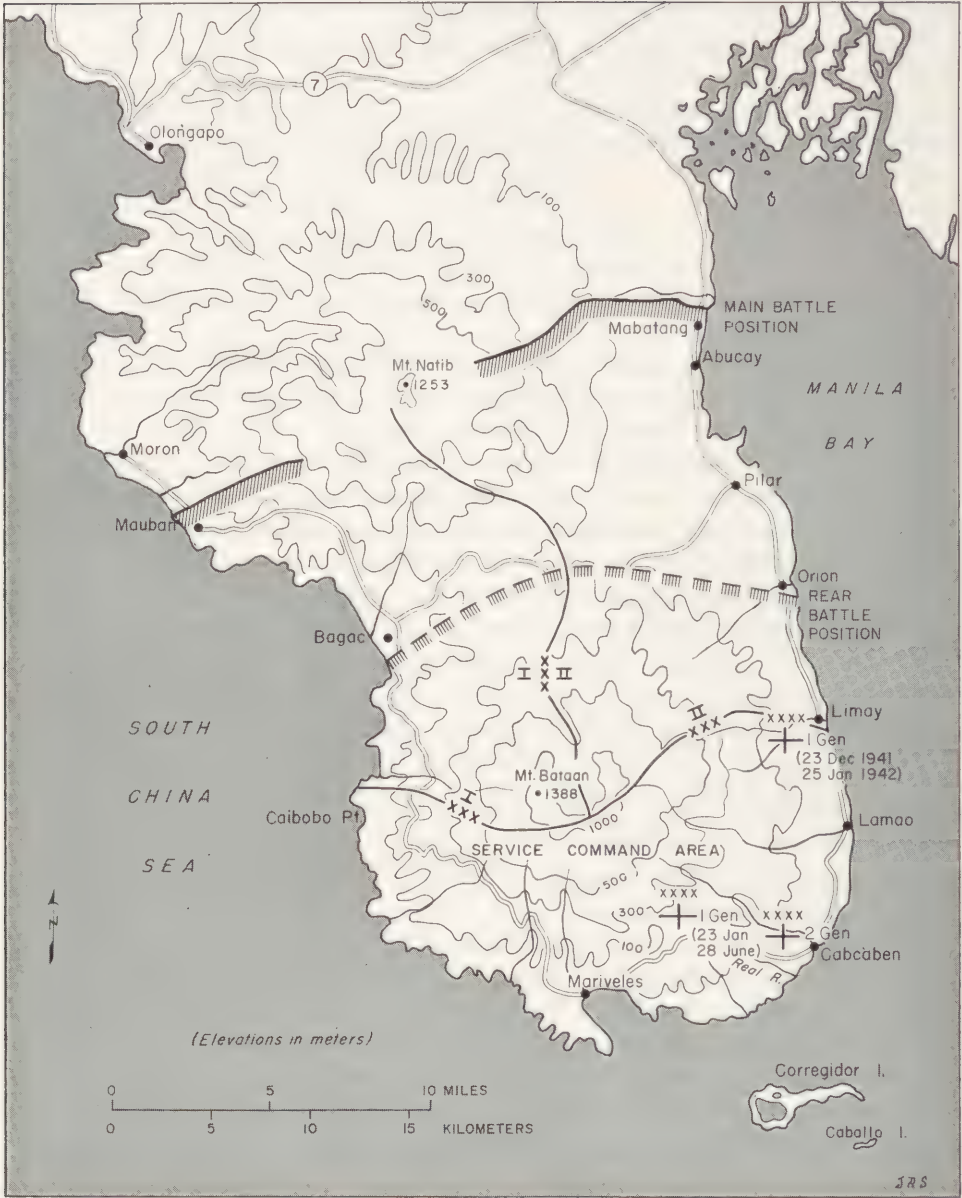 7
Olongapo
100
300
500
MAIN BATTLE
POSITION
Mabatang
Abucay
Mt. Natib
1253
MANILA
BAY
Moron
Pilar
Mauban
Orion
REAR
BATTLE
POSITION
Bagac
I XXX II
II
XXX
XXXX
Limay
1 Gen
(23 Dec 1941
25 Jan 1942)
SOUTH
CHINA
SEA
Mt. Bataan
1388
I
XXX
Caibobo Pt.
1000
Lamao
SERVICE COMMAND AREA
500
XXXX
300
1 Gen
(23 Jan
28 June)
XXXX
2 Gen
100
Cabcaben
Real R.
N
Mariveles
(Elevations in meters)
0 5 10 MILES
0 5 10 15 KILOMETERS
Corregidor I.
Caballo I.
JRS